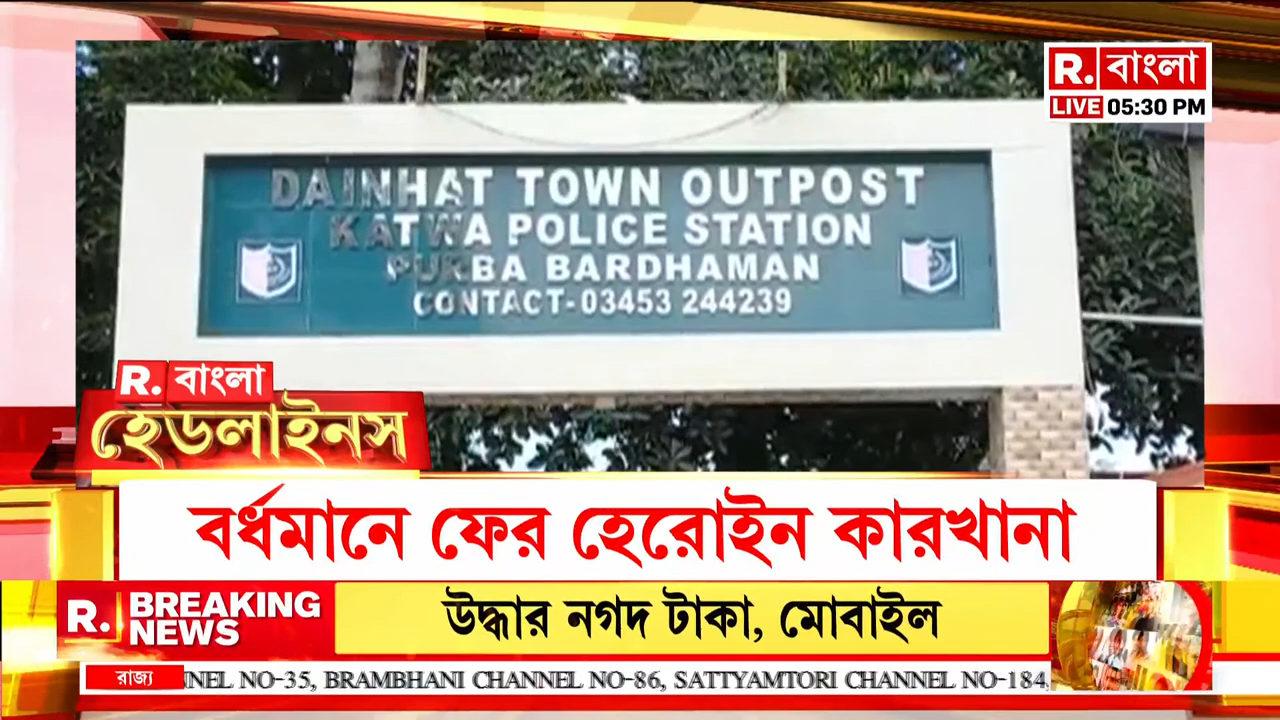 R. বাংলা
LIVE 05:30 PM
DAINHAT TOWN OUTPOST
KATWA POLICE STATION
PURBA BARDHAMAN
CONTACT-03453 244239
R. বাংলা
হেডলাইনস
বর্ধমানে ফের হেরোইন কারখানা
R. BREAKING NEWS
উদ্ধার নগদ টাকা, মোবাইল
রাজ্য
NNEL NO-35, BRAMBHANI CHANNEL NO-86, SATTYAMTORI CHANNEL NO-184,